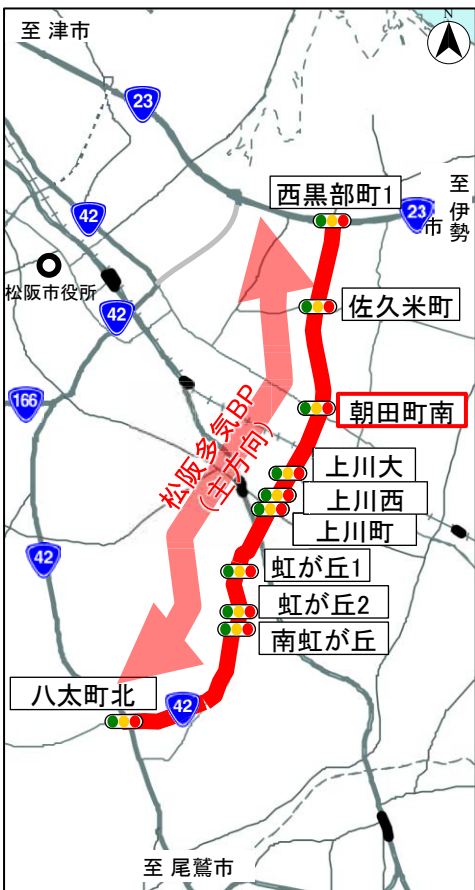 至 津市
N
23
西黒部町1
至
伊
勢
市
23
42
松阪市役所
42
佐久米町
166
朝田町南
松阪多気BP
(主方向)
上川大
上川西
上川町
42
虹が丘1
虹が丘2
南虹が丘
八太町北
42
至 尾鷲市